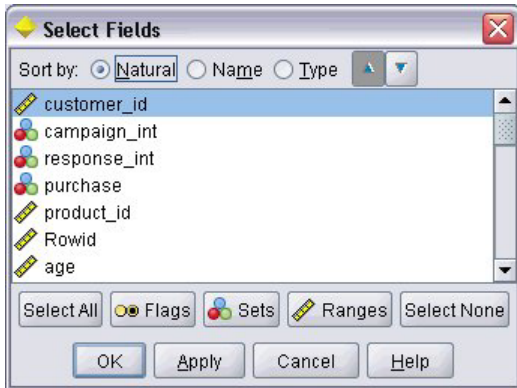 Select Fields
Sort by: Natural Name Type
customer_id
campaign_int
response_int
purchase
product_id
Rowid
age
Select All Flags Sets Ranges Select None
OK Apply Cancel Help